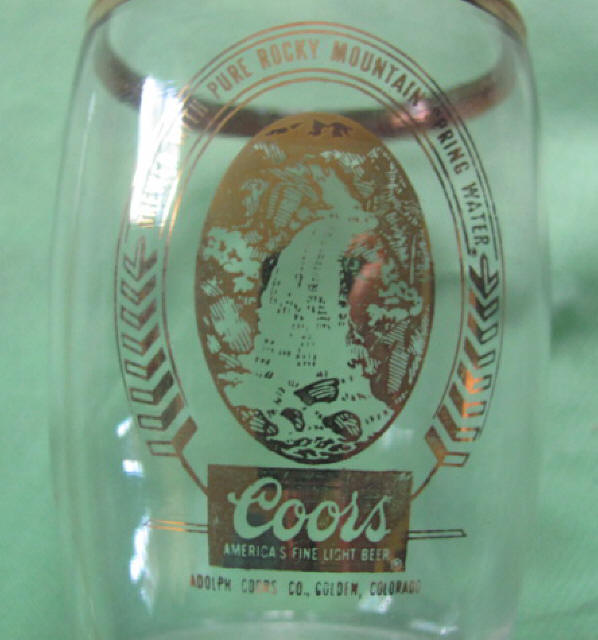 PURE ROCKY MOUNTAIN SPRING WATER
Coors
AMERICA'S FINE LIGHT BEER ®
ADOLPH COORS CO., GOLDEN, COLORADO